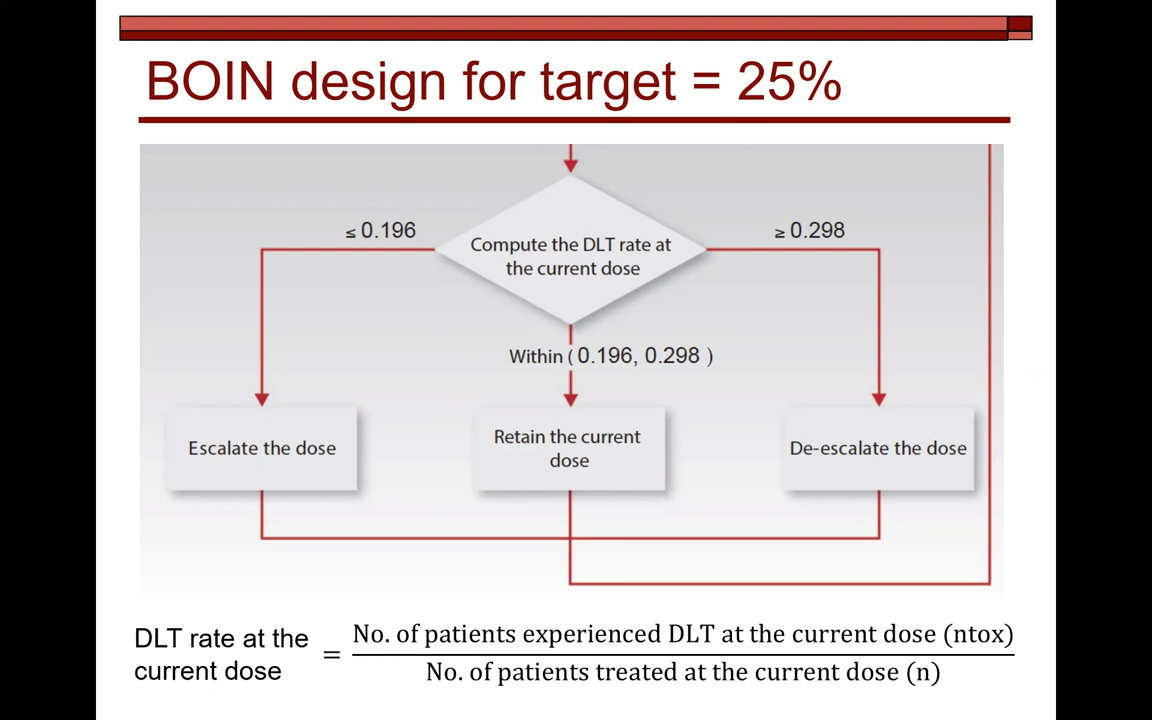 BOIN design for target = 25%
≤ 0.196
≥ 0.298
Compute the DLT rate at
the current dose
Within ( 0.196, 0.298 )
Escalate the dose
Retain the current
dose
De-escalate the dose
DLT rate at the
current dose
=
No. of patients experienced DLT at the current dose (ntox)
No. of patients treated at the current dose (n)